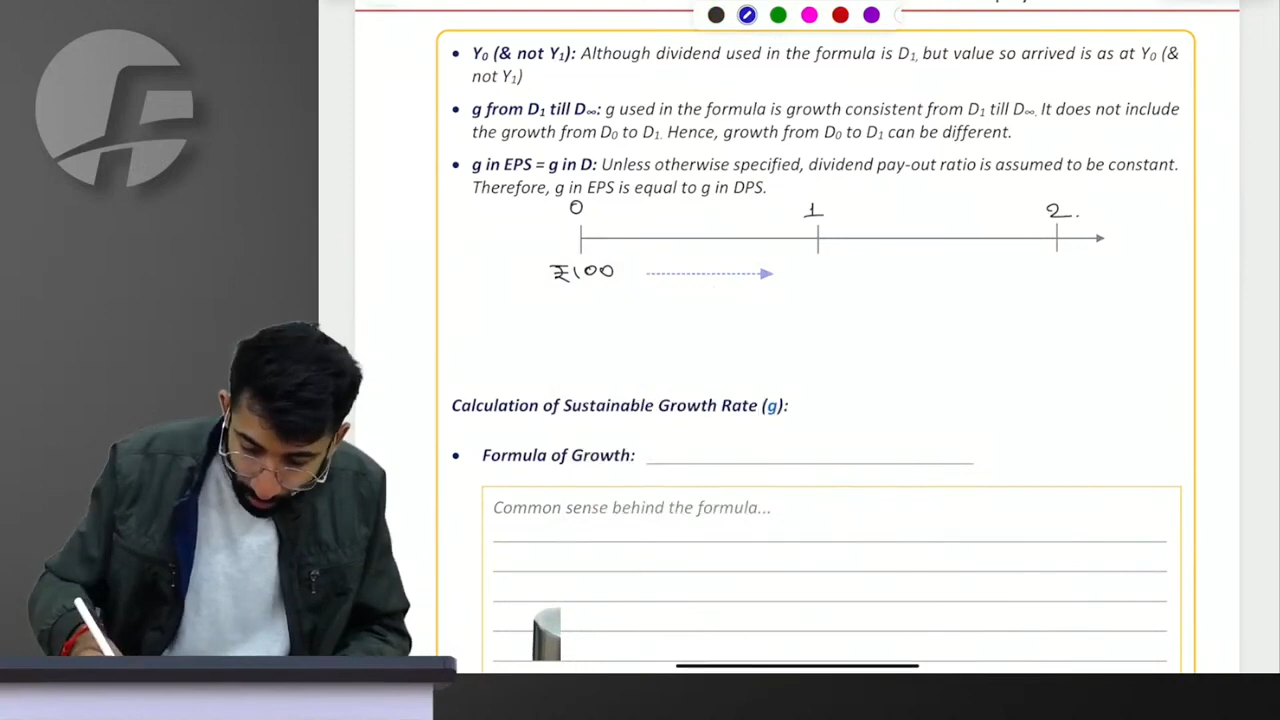 • Y₀ (& not Y₁): Although dividend used in the formula is D₁, but value so arrived is as at Y₀ (&
not Y₁)
• g from D₁ till D∞: g used in the formula is growth consistent from D₁ till D∞. It does not include
the growth from D₀ to D₁. Hence, growth from D₀ to D₁ can be different.
• g in EPS = g in D: Unless otherwise specified, dividend pay-out ratio is assumed to be constant.
Therefore, g in EPS is equal to g in DPS.
0 1 2.
₹100
Calculation of Sustainable Growth Rate (g):
• Formula of Growth:
Common sense behind the formula...